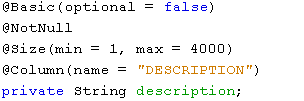 @Basic(optional = false)
@NotNull
@Size(min = 1, max = 4000)
@Column(name = "DESCRIPTION")
private String description;